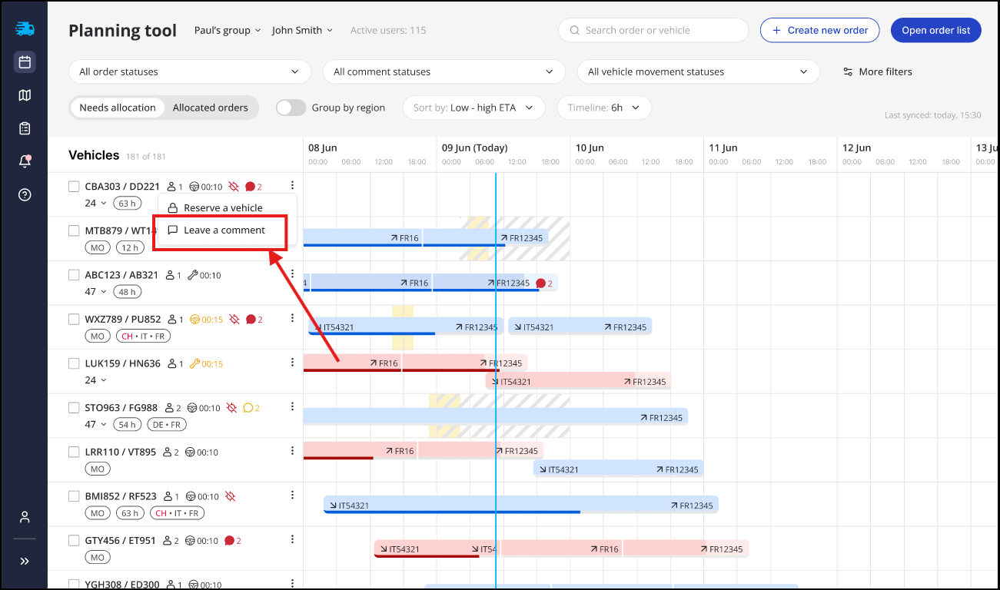 Planning tool
Paul's group
John Smith
Active users: 115
Search order or vehicle
Create new order
Open order list
All order statuses
All comment statuses
All vehicle movement statuses
More filters
Needs allocation
Allocated orders
Group by region
Sort by: Low - high ETA
Timeline: 6h
Last synced: today, 15:30
Vehicles 181 of 181
08 Jun
09 Jun (Today)
10 Jun
11 Jun
12 Jun
13 Ju
00:00 06:00 12:00 18:00 00:00 06:00 12:00 18:00 00:00 06:00 12:00 18:00 00:00 06:00 12:00 18:00 00:00 06:00 12:00 18:00 00:00
CBA303 / DD221 1 00:10 2
24 63 h
Reserve a vehicle
Leave a comment
MTB879 / WT14
MO 12 h
FR16 FR12345
ABC123 / AB321 1 00:10
47 48 h
4 FR16 FR12345 2
WXZ789 / PU852 1 00:15 2
MO CH • IT • FR
IT54321 FR12345 IT54321 FR12345
LUK159 / HN636 1 00:15
24
FR16 FR12345
IT54321 FR12345
STO963 / FG988 2 00:10 2
47 54 h DE • FR
FR12345
LRR110 / VT895 2 00:10
MO
FR16 FR12345
IT54321 FR12345
BMI852 / RF523 1 00:10
MO 63 h CH • IT • FR
IT54321 FR12345
GTY456 / ET951 2 00:10 2
MO
IT54321 IT54 FR16 FR12345
YGH308 / ED300 1 00:10